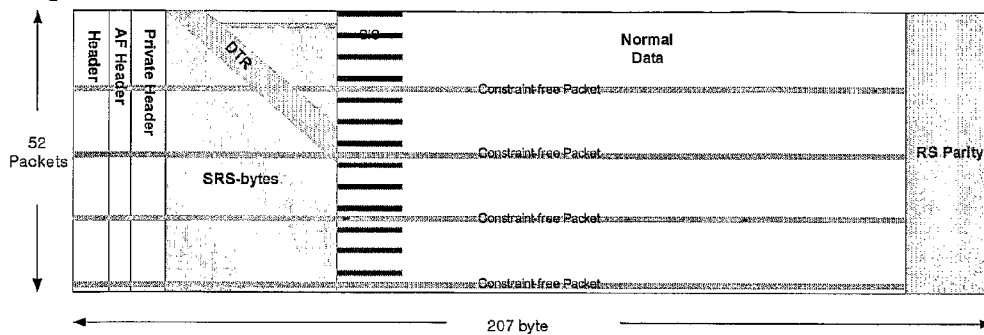 Header
AF Header
Private Header
DTR
Normal
Data
Constraint-free Packet
Constraint-free Packet
52
Packets
SRS-bytes
RS Parity
Constraint-free Packet
Constraint-free Packet
207 byte